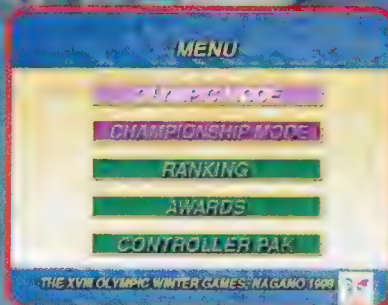 MENU
CHAMPIONSHIP MODE
RANKING
AWARDS
CONTROLLER PAK
THE XVIII OLYMPIC WINTER GAMES, NAGANO 1998